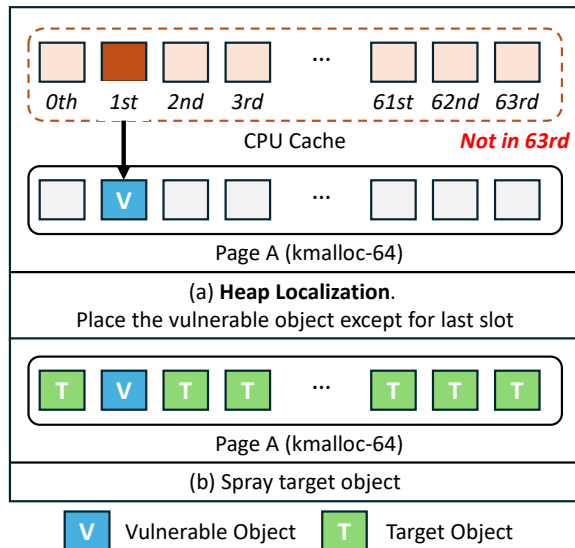 ...
0th 1st 2nd 3rd 61st 62nd 63rd
CPU Cache Not in 63rd
V ...
Page A (kmalloc-64)
(a) Heap Localization.
Place the vulnerable object except for last slot
T V T T ... T T T
Page A (kmalloc-64)
(b) Spray target object
V Vulnerable Object T Target Object